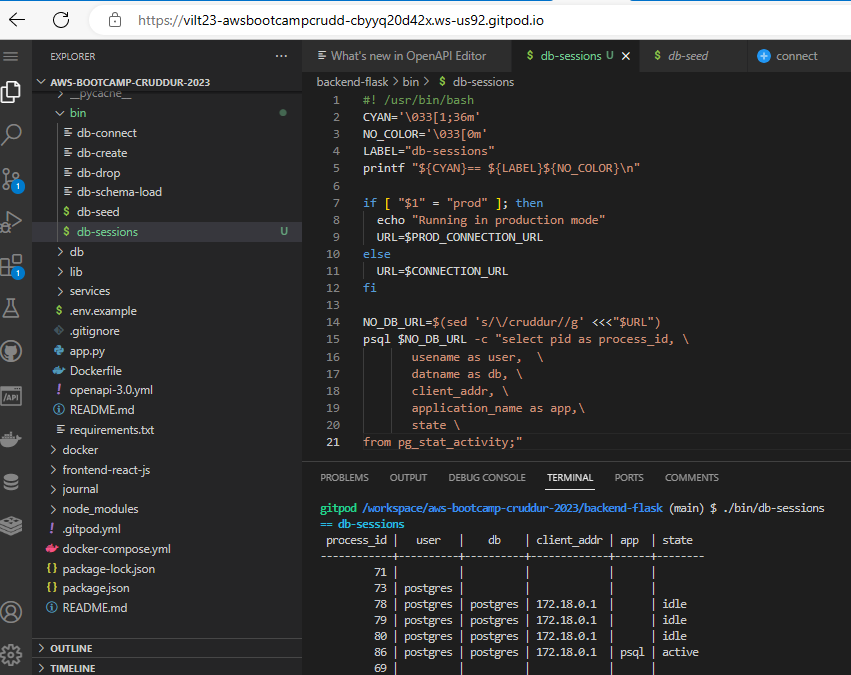 https://vilt23-awsbootcampcrudd-cbyyq20d42x.ws-us92.gitpod.io
EXPLORER
AWS-BOOTCAMP-CRUDDUR-2023
__pycache__
bin
db-connect
db-create
db-drop
db-schema-load
$ db-seed
$ db-sessions U
db
lib
services
$ .env.example
.gitignore
app.py
Dockerfile
! openapi-3.0.yml
README.md
requirements.txt
docker
frontend-react-js
journal
node_modules
! .gitpod.yml
docker-compose.yml
{} package-lock.json
{} package.json
README.md
OUTLINE
TIMELINE
1
1
/API
What's new in OpenAPI Editor
$ db-sessions U
$ db-seed
connect
backend-flask > bin > $ db-sessions
1 #! /usr/bin/bash
2 CYAN='\033[1;36m'
3 NO_COLOR='\033[0m'
4 LABEL="db-sessions"
5 printf "${CYAN}== ${LABEL}${NO_COLOR}\n"
6
7 if [ "$1" = "prod" ]; then
8 echo "Running in production mode"
9 URL=$PROD_CONNECTION_URL
10 else
11 URL=$CONNECTION_URL
12 fi
13
14 NO_DB_URL=$(sed 's/\/cruddur//g' <<<"$URL")
15 psql $NO_DB_URL -c "select pid as process_id, \
16 usename as user, \
17 datname as db, \
18 client_addr, \
19 application_name as app,\
20 state \
21 from pg_stat_activity;"
PROBLEMS OUTPUT DEBUG CONSOLE TERMINAL PORTS COMMENTS
gitpod /workspace/aws-bootcamp-cruddur-2023/backend-flask (main) $ ./bin/db-sessions
== db-sessions
process_id | user | db | client_addr | app | state
------------+----------+----------+-------------+------+--------
71 | | | | |
73 | postgres | | | |
78 | postgres | postgres | 172.18.0.1 | | idle
79 | postgres | postgres | 172.18.0.1 | | idle
80 | postgres | postgres | 172.18.0.1 | | idle
86 | postgres | postgres | 172.18.0.1 | psql | active
69 | | | | |